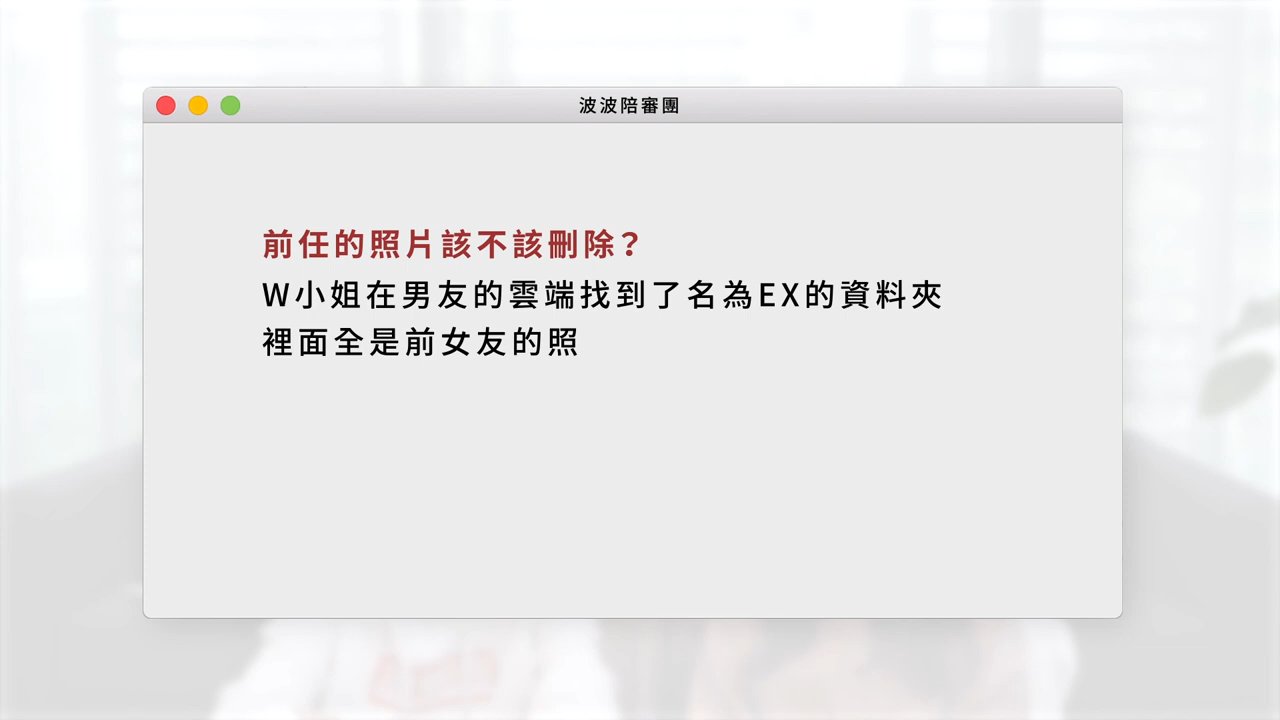 波波陪審團
前任的照片該不該刪除？
W小姐在男友的雲端找到了名為EX的資料夾
裡面全是前女友的照